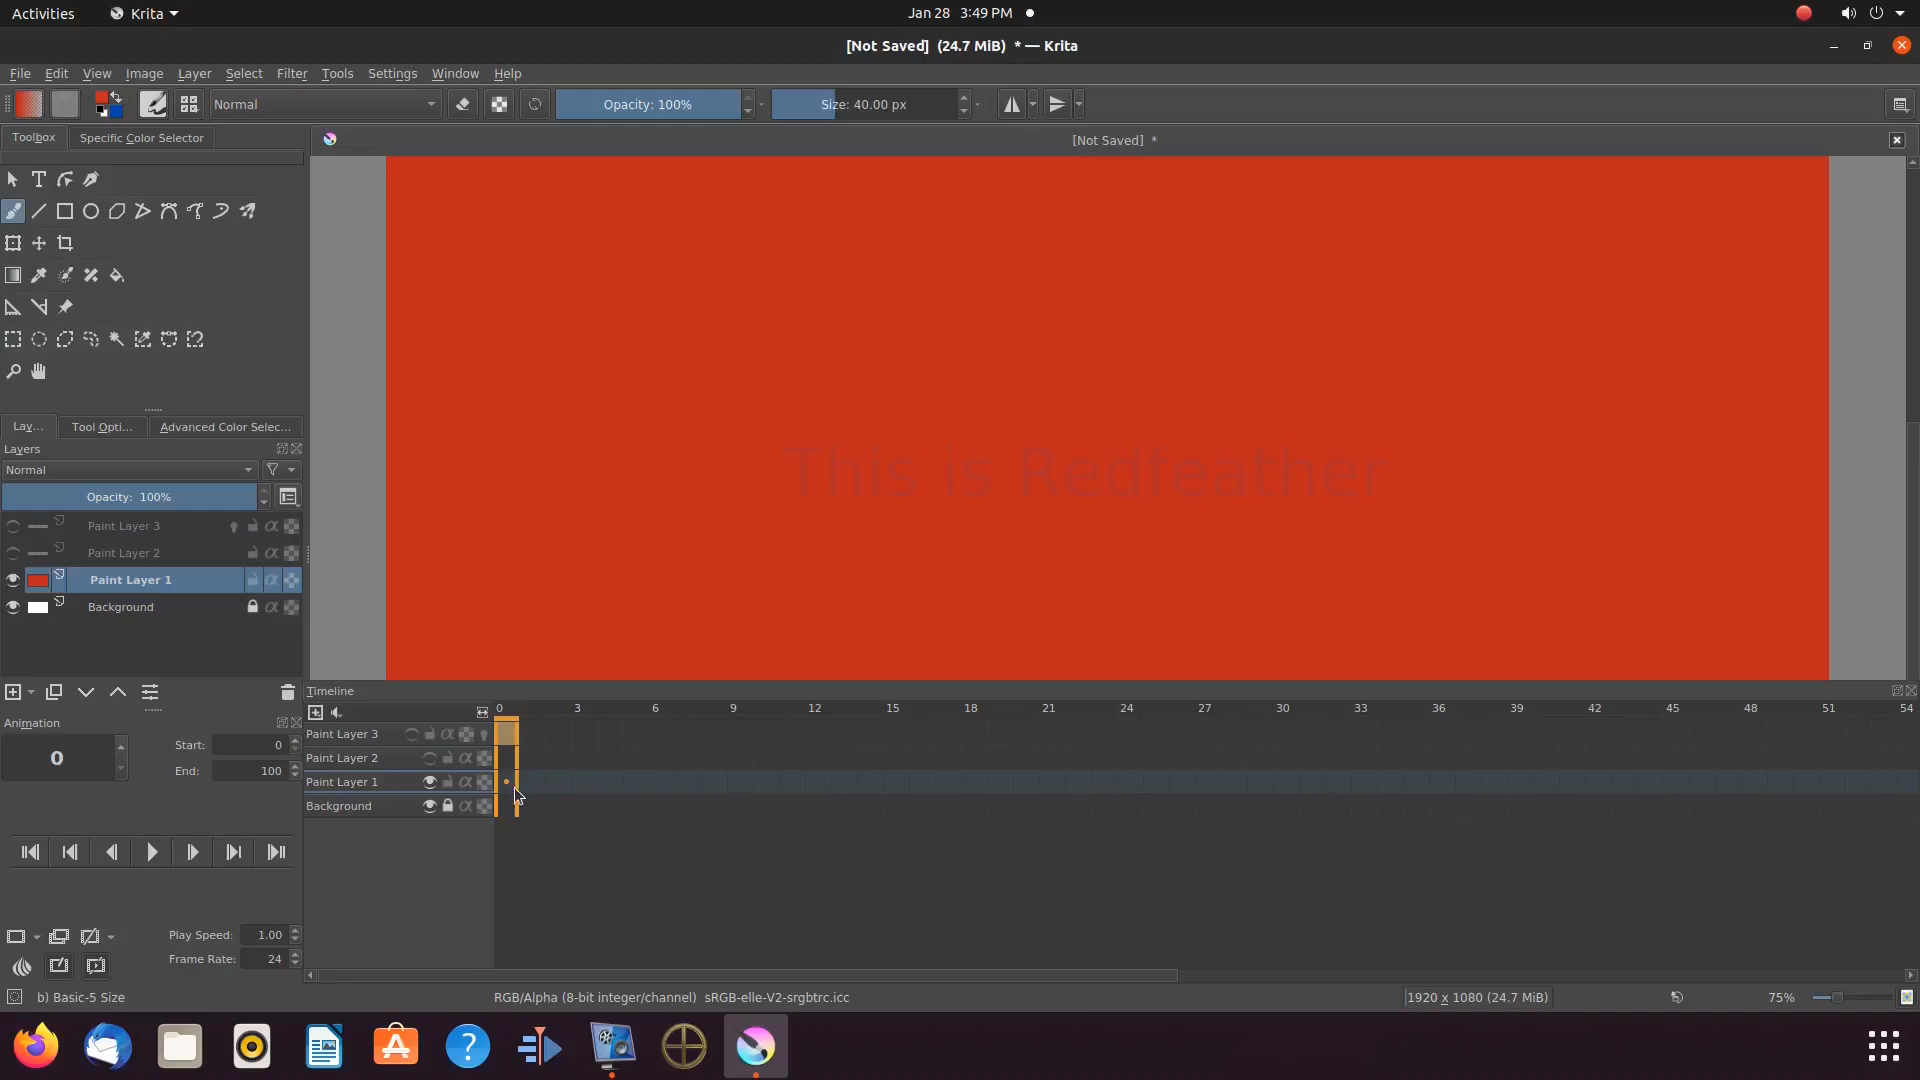 Activities
Krita
Jan 28 3:49 PM
[Not Saved] (24.7 MiB) * — Krita
File Edit View Image Layer Select Filter Tools Settings Window Help
Normal
Opacity: 100%
Size: 40.00 px
Toolbox
Specific Color Selector
[Not Saved] *
This is Redfeather
Lay...
Tool Opti...
Advanced Color Selec...
Layers
Normal
Opacity: 100%
Paint Layer 3
Paint Layer 2
Paint Layer 1
Background
Timeline
0 3 6 9 12 15 18 21 24 27 30 33 36 39 42 45 48 51 54
Paint Layer 3
Paint Layer 2
Paint Layer 1
Background
Animation
0
Start: 0
End: 100
Play Speed: 1.00
Frame Rate: 24
b) Basic-5 Size
RGB/Alpha (8-bit integer/channel) sRGB-elle-V2-srgbtrc.icc
1920 x 1080 (24.7 MiB)
75%